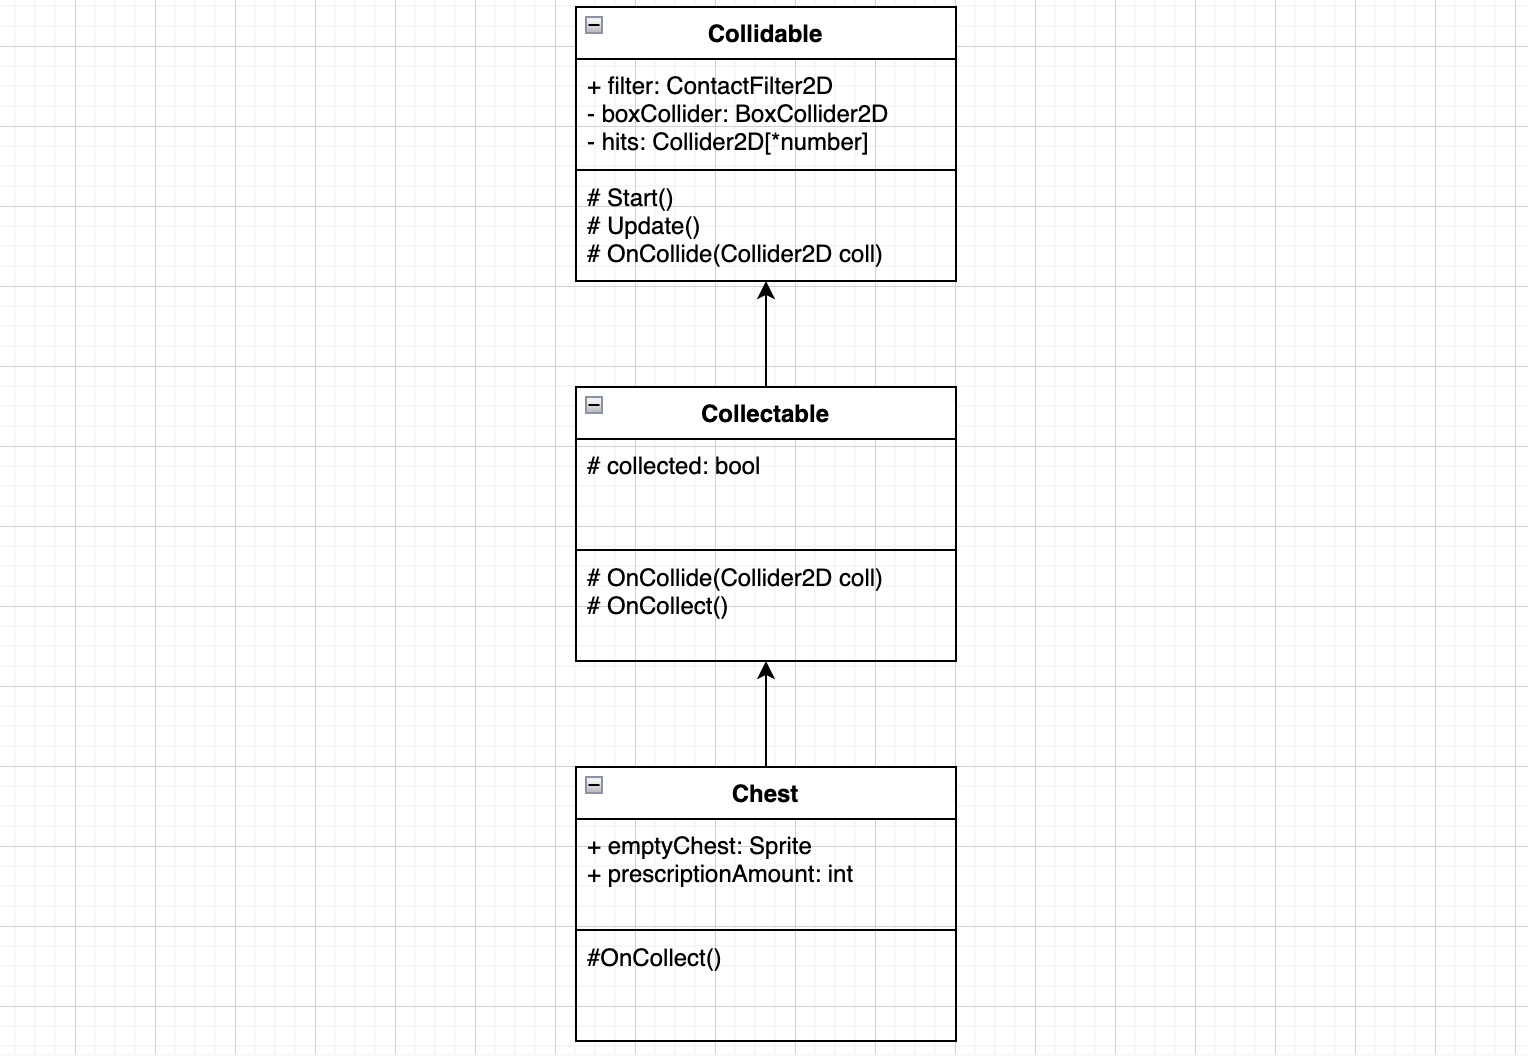 Collidable
+ filter: ContactFilter2D
- boxCollider: BoxCollider2D
- hits: Collider2D[*number]
# Start()
# Update()
# OnCollide(Collider2D coll)
Collectable
# collected: bool
# OnCollide(Collider2D coll)
# OnCollect()
Chest
+ emptyChest: Sprite
+ prescriptionAmount: int
#OnCollect()